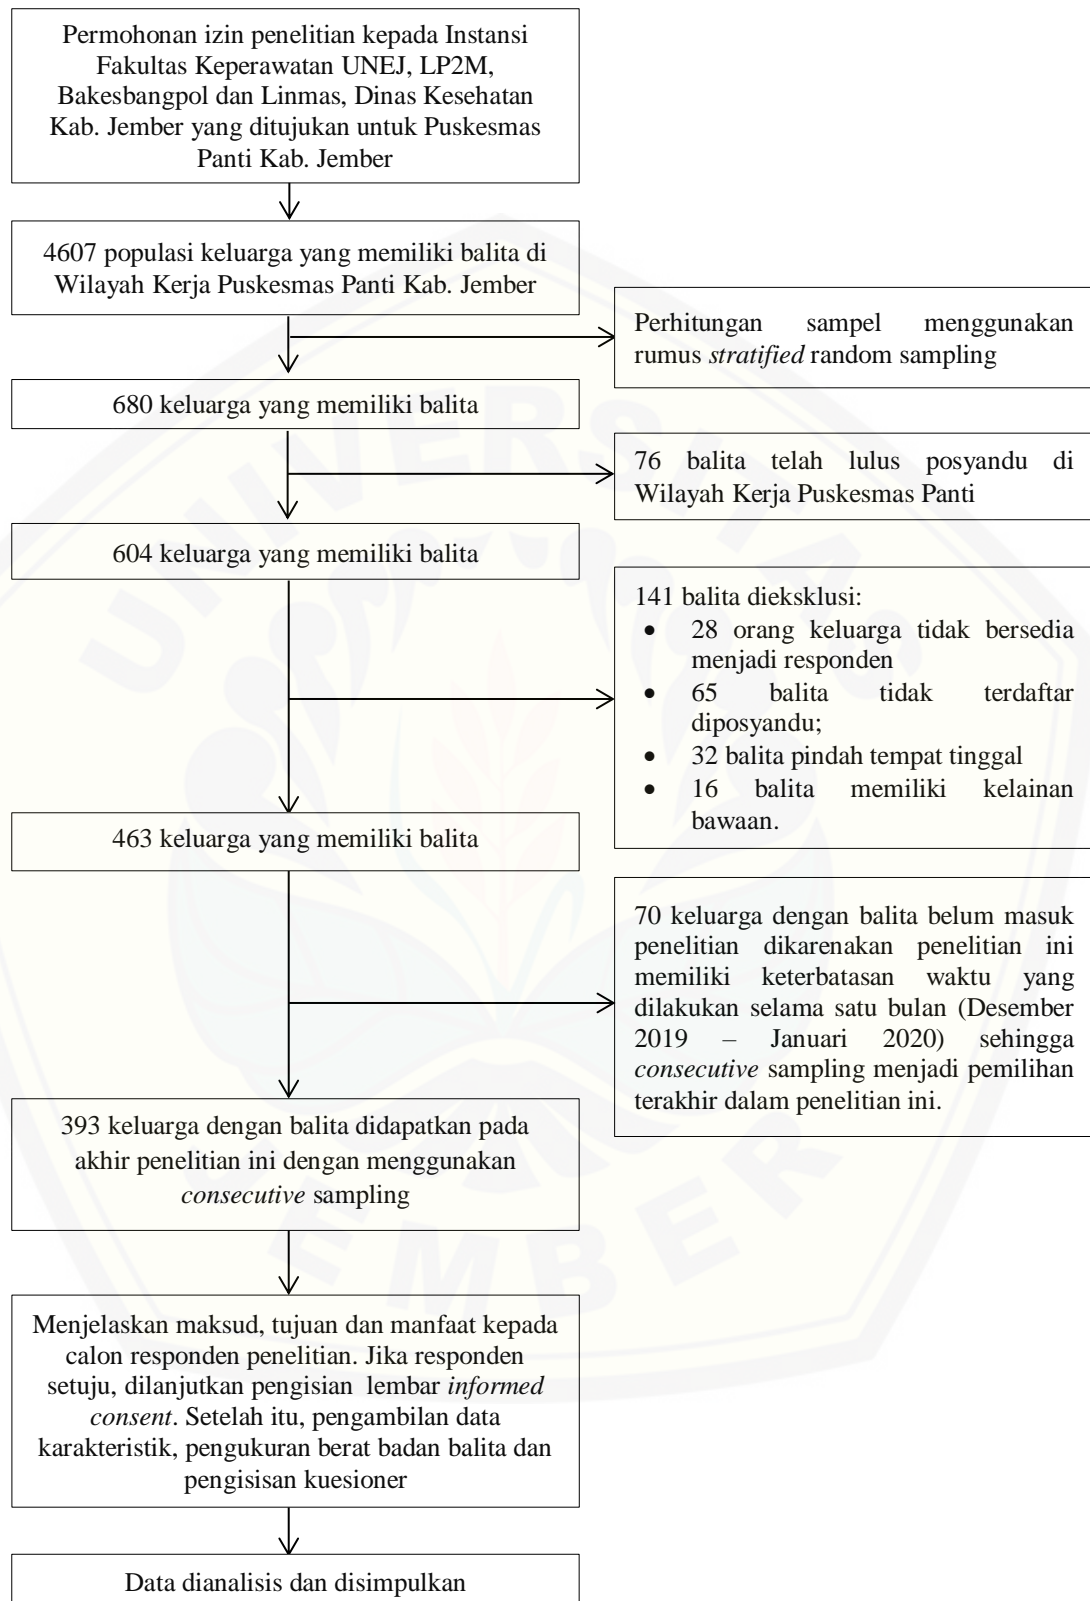 Permohonan izin penelitian kepada Instansi
Fakultas Keperawatan UNEJ, LP2M,
Bakesbangpol dan Linmas, Dinas Kesehatan
Kab. Jember yang ditujukan untuk Puskesmas
Panti Kab. Jember
4607 populasi keluarga yang memiliki balita di
Wilayah Kerja Puskesmas Panti Kab. Jember
Perhitungan sampel menggunakan
rumus stratified random sampling
680 keluarga yang memiliki balita
76 balita telah lulus posyandu di
Wilayah Kerja Puskesmas Panti
604 keluarga yang memiliki balita
141 balita dieksklusi:
• 28 orang keluarga tidak bersedia
menjadi responden
• 65 balita tidak terdaftar
diposyandu;
• 32 balita pindah tempat tinggal
• 16 balita memiliki kelainan
bawaan.
463 keluarga yang memiliki balita
70 keluarga dengan balita belum masuk
penelitian dikarenakan penelitian ini
memiliki keterbatasan waktu yang
dilakukan selama satu bulan (Desember
2019 – Januari 2020) sehingga
consecutive sampling menjadi pemilihan
terakhir dalam penelitian ini.
393 keluarga dengan balita didapatkan pada
akhir penelitian ini dengan menggunakan
consecutive sampling
Menjelaskan maksud, tujuan dan manfaat kepada
calon responden penelitian. Jika responden
setuju, dilanjutkan pengisian lembar informed
consent. Setelah itu, pengambilan data
karakteristik, pengukuran berat badan balita dan
pengisisan kuesioner
Data dianalisis dan disimpulkan
UNIVERSITAS
JEMBER